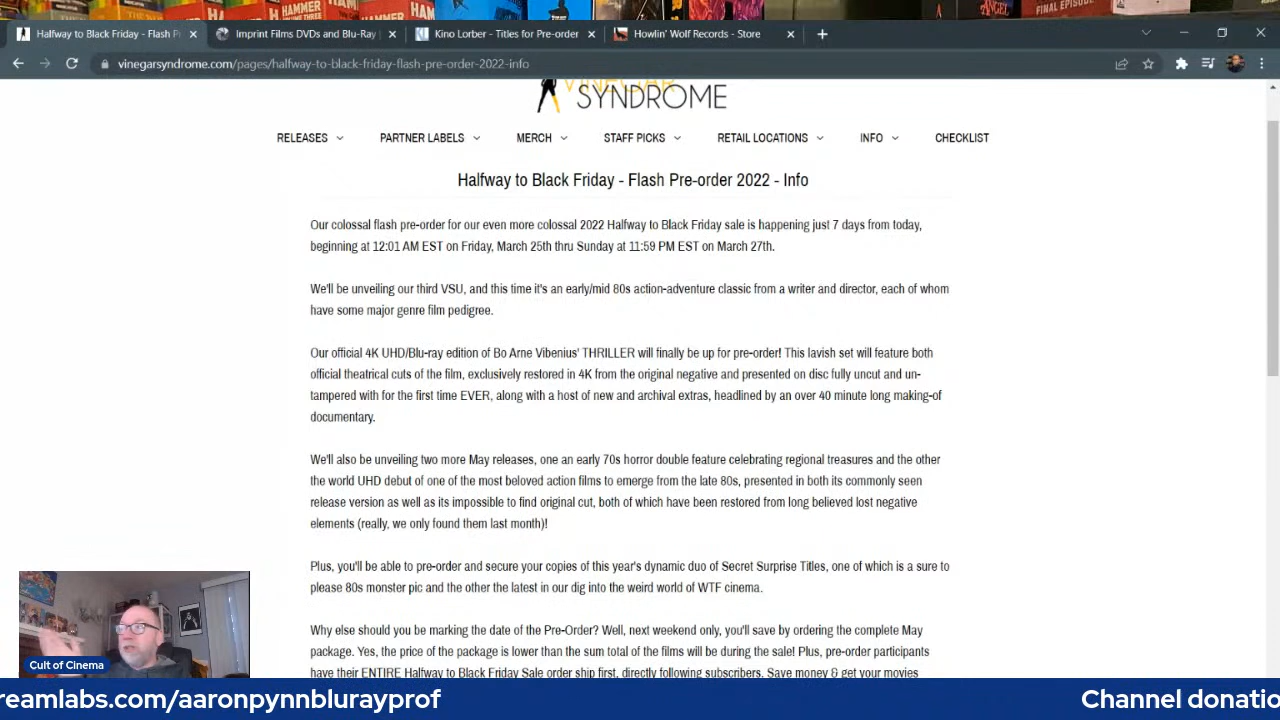 HAMMER
HAMMER
HAMMER
ANGEL
FINAL EPISODE
Halfway to Black Friday - Flash P
Imprint Films DVDs and Blu-Ray
Kino Lorber - Titles for Pre-order
Howlin' Wolf Records - Store
vinegarsyndrome.com/pages/halfway-to-black-friday-flash-pre-order-2022-info
VINEGAR
SYNDROME
RELEASES PARTNER LABELS MERCH STAFF PICKS RETAIL LOCATIONS INFO CHECKLIST
Halfway to Black Friday - Flash Pre-order 2022 - Info
Our colossal flash pre-order for our even more colossal 2022 Halfway to Black Friday sale is happening just 7 days from today,
beginning at 12:01 AM EST on Friday, March 25th thru Sunday at 11:59 PM EST on March 27th.
We'll be unveiling our third VSU, and this time it's an early/mid 80s action-adventure classic from a writer and director, each of whom
have some major genre film pedigree.
Our official 4K UHD/Blu-ray edition of Bo Arne Vibenius' THRILLER will finally be up for pre-order! This lavish set will feature both
official theatrical cuts of the film, exclusively restored in 4K from the original negative and presented on disc fully uncut and un-
tampered with for the first time EVER, along with a host of new and archival extras, headlined by an over 40 minute long making-of
documentary.
We'll also be unveiling two more May releases, one an early 70s horror double feature celebrating regional treasures and the other
the world UHD debut of one of the most beloved action films to emerge from the late 80s, presented in both its commonly seen
release version as well as its impossible to find original cut, both of which have been restored from long believed lost negative
elements (really, we only found them last month)!
Plus, you'll be able to pre-order and secure your copies of this year's dynamic duo of Secret Surprise Titles, one of which is a sure to
please 80s monster pic and the other the latest in our dig into the weird world of WTF cinema.
Why else should you be marking the date of the Pre-Order? Well, next weekend only, you'll save by ordering the complete May
package. Yes, the price of the package is lower than the sum total of the films will be during the sale! Plus, pre-order participants
have their ENTIRE Halfway to Black Friday Sale order ship first, directly following subscribers. Save money & get your movies
Cult of Cinema
reamlabs.com/aaronpynnblurayprof
Channel donatio